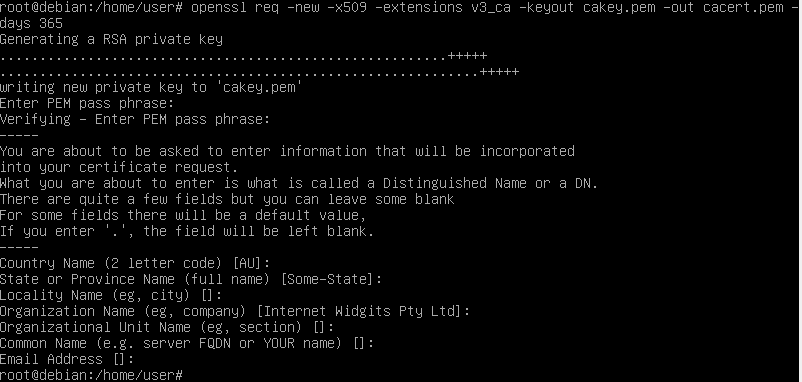 root@debian:/home/user# openssl req -new -x509 -extensions v3_ca -keyout cakey.pem -out cacert.pem -
days 365
Generating a RSA private key
........................................................+++++
............................................................+++++
writing new private key to 'cakey.pem'
Enter PEM pass phrase:
Verifying - Enter PEM pass phrase:
-----
You are about to be asked to enter information that will be incorporated
into your certificate request.
What you are about to enter is what is called a Distinguished Name or a DN.
There are quite a few fields but you can leave some blank
For some fields there will be a default value,
If you enter '.', the field will be left blank.
-----
Country Name (2 letter code) [AU]:
State or Province Name (full name) [Some-State]:
Locality Name (eg, city) []:
Organization Name (eg, company) [Internet Widgits Pty Ltd]:
Organizational Unit Name (eg, section) []:
Common Name (e.g. server FQDN or YOUR name) []:
Email Address []:
root@debian:/home/user#